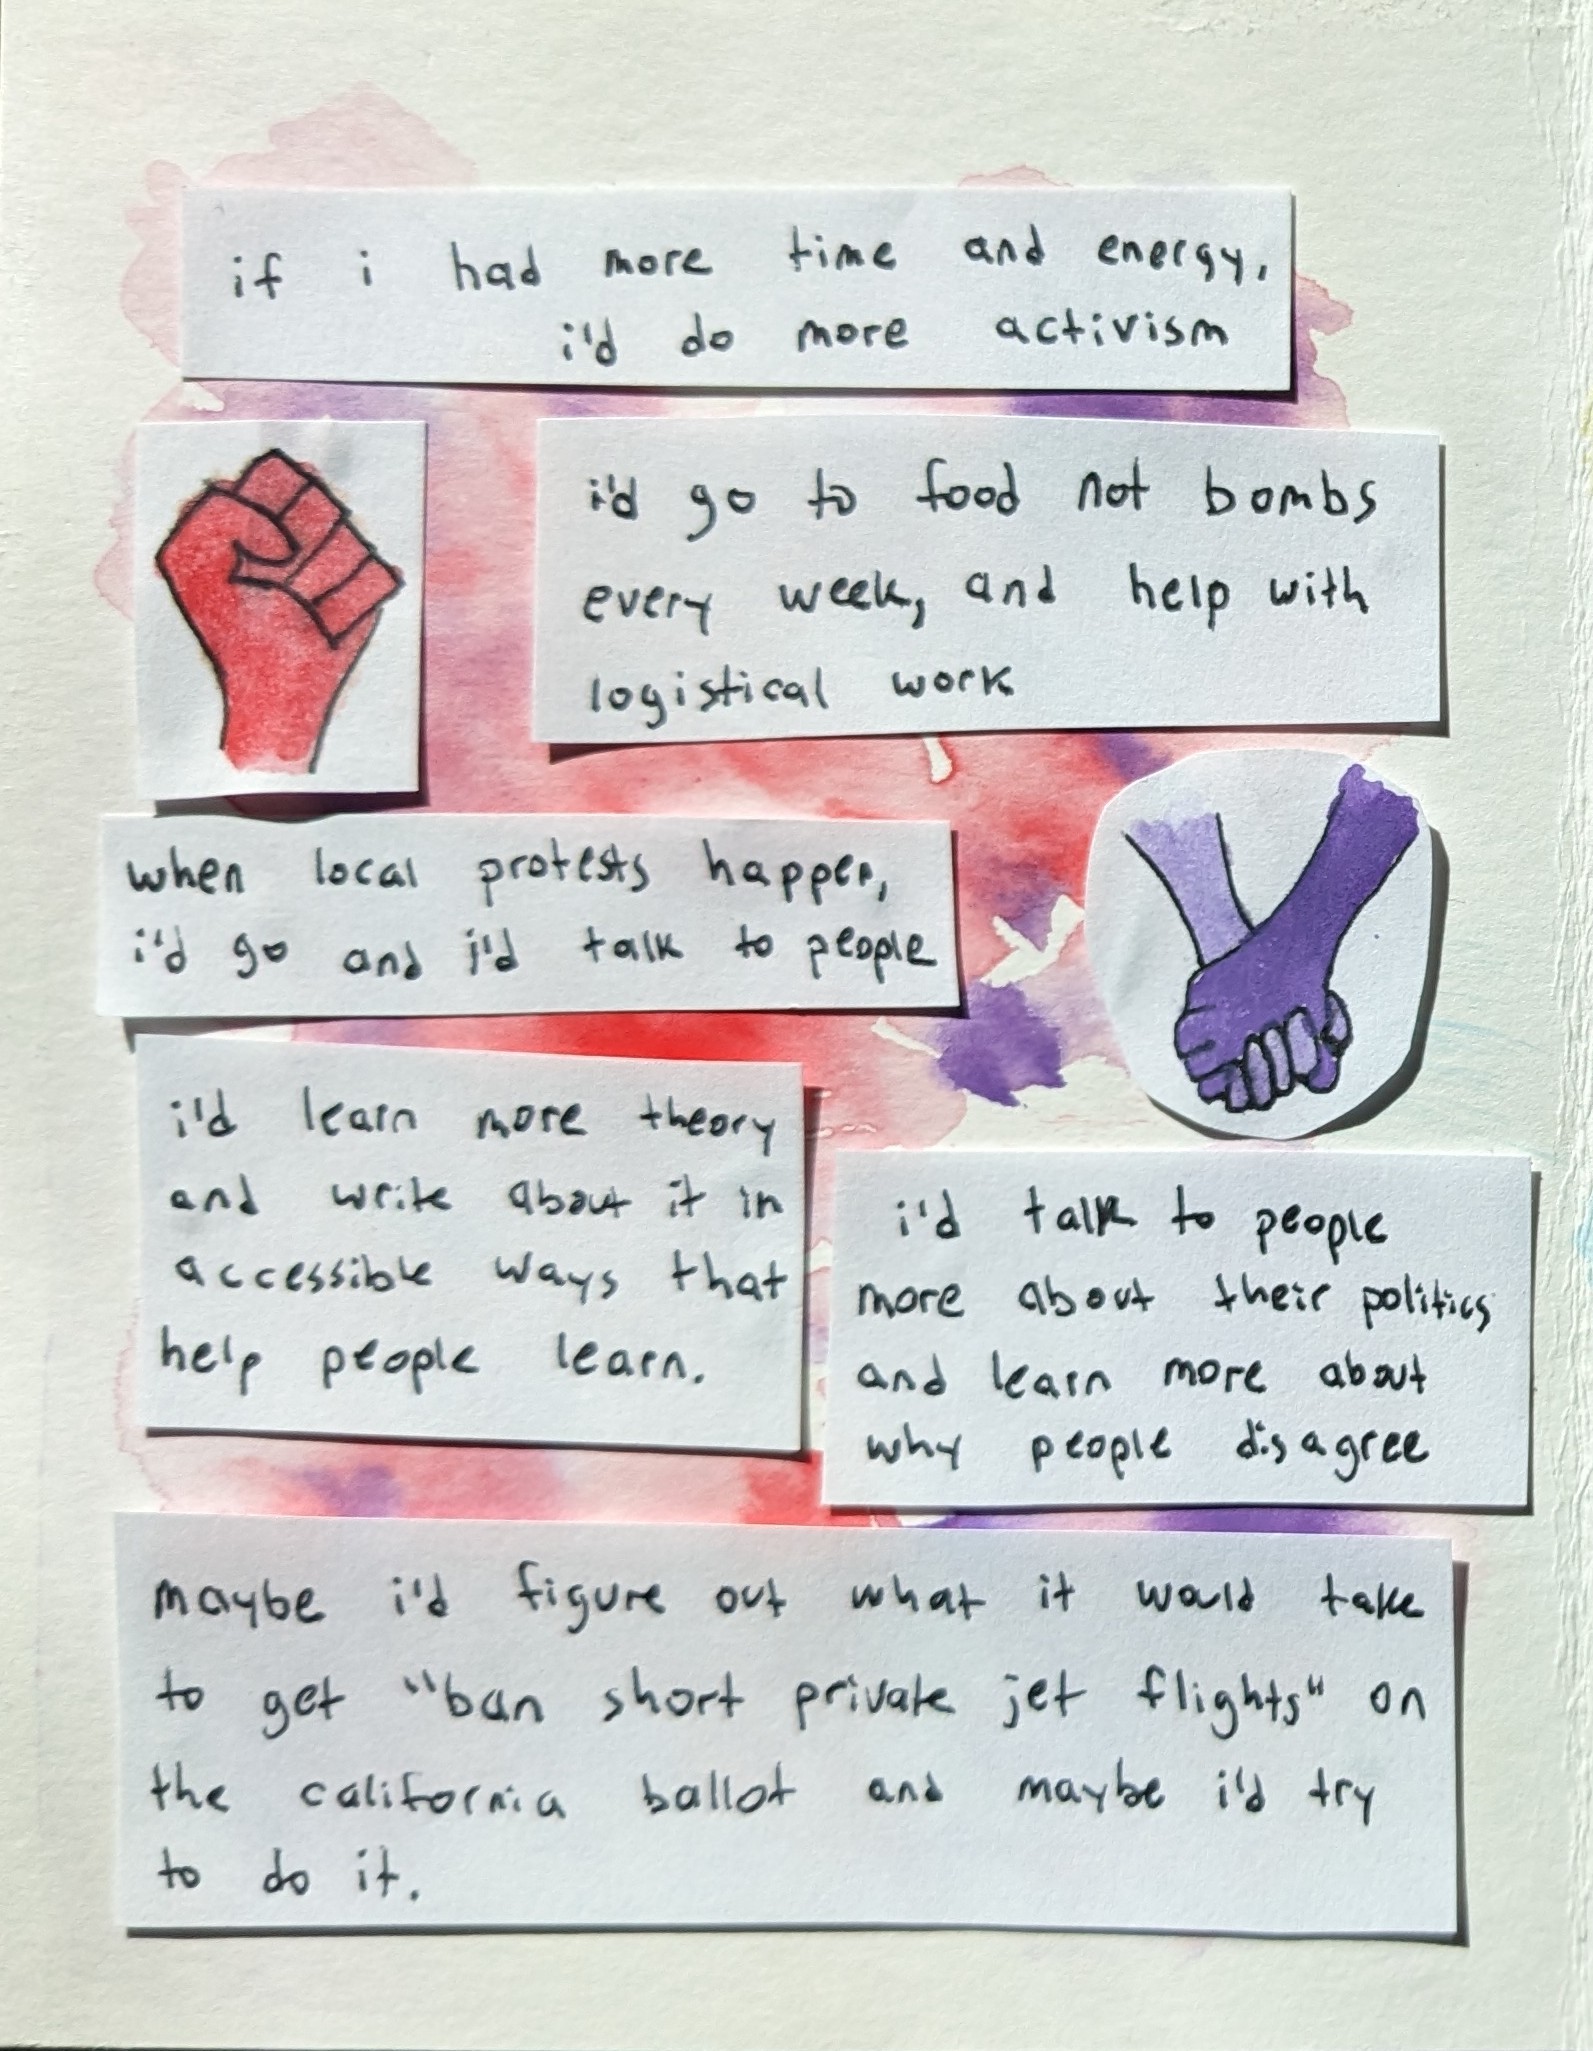 if i had more time and energy,
i'd do more activism
i'd go to food not bombs
every week, and help with
logistical work
when local protests happen,
i'd go and i'd talk to people
i'd learn more theory
and write about it in
accessible ways that
help people learn.
i'd talk to people
more about their politics
and learn more about
why people disagree
maybe i'd figure out what it would take
to get "ban short private jet flights" on
the california ballot and maybe i'd try
to do it.